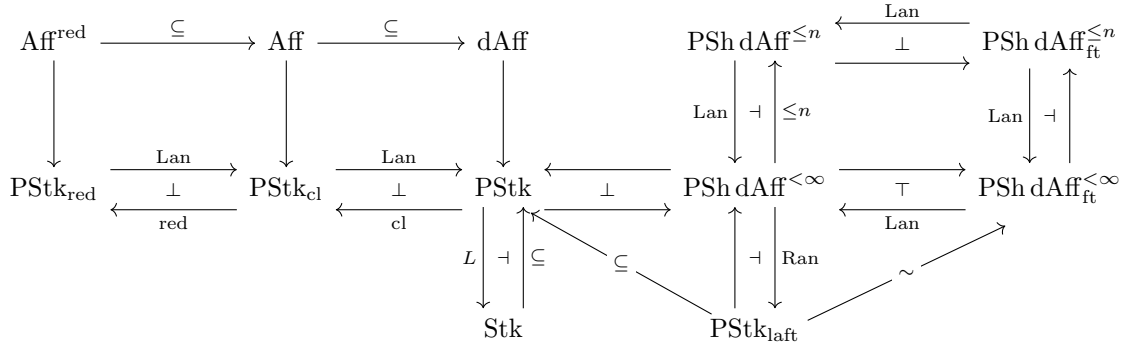 Aff^red ⊆ Aff ⊆ dAff PSh dAff^≤n Lan ⊥ PSh dAff_ft^≤n
Lan ⊣ ≤n Lan ⊣
PStk_red Lan ⊥ red PStk_cl Lan ⊥ cl PStk ⊥ PSh dAff^<∞ ⊤ Lan PSh dAff_ft^<∞
L ⊣ ⊆ ⊆ ⊣ Ran ∼
Stk PStk_laft